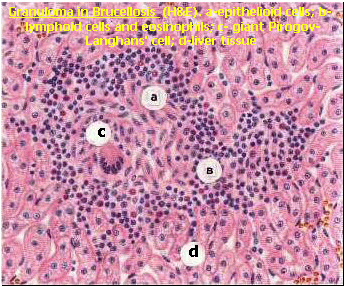 Granuloma in Brucellosis (H&E). a-epithelioid cells; в-
lymphoid cells and eosinophils; c- giant Pirogov-
Langhans' cell; d-liver tissue
a
c
в
d